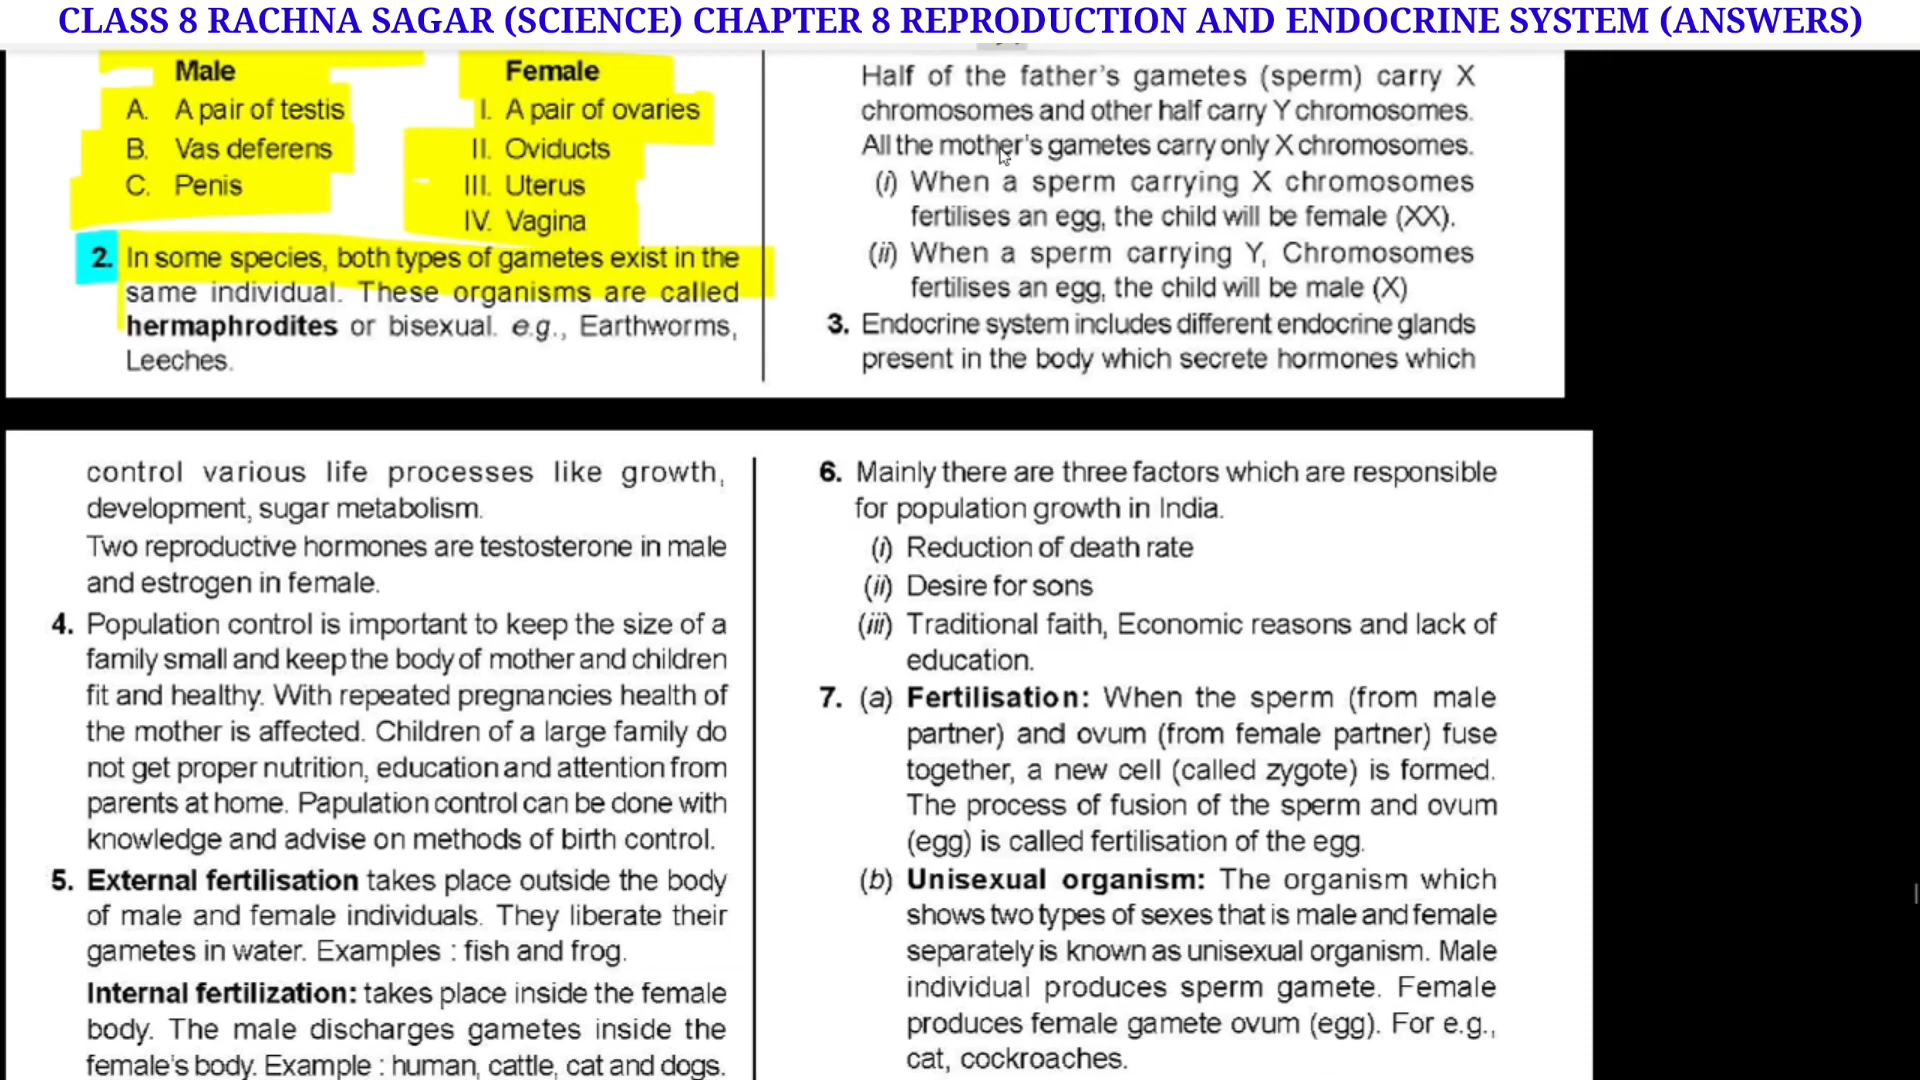 CLASS 8 RACHNA SAGAR (SCIENCE) CHAPTER 8 REPRODUCTION AND ENDOCRINE SYSTEM (ANSWERS)
Male Female
A. A pair of testis I. A pair of ovaries
B. Vas deferens II. Oviducts
C. Penis III. Uterus
IV. Vagina
2. In some species, both types of gametes exist in the
same individual. These organisms are called
hermaphrodites or bisexual. e.g., Earthworms,
Leeches.
Half of the father's gametes (sperm) carry X
chromosomes and other half carry Y chromosomes.
All the mother's gametes carry only X chromosomes.
(i) When a sperm carrying X chromosomes
fertilises an egg, the child will be female (XX).
(ii) When a sperm carrying Y, Chromosomes
fertilises an egg, the child will be male (X)
3. Endocrine system includes different endocrine glands
present in the body which secrete hormones which
control various life processes like growth,
development, sugar metabolism.
Two reproductive hormones are testosterone in male
and estrogen in female.
4. Population control is important to keep the size of a
family small and keep the body of mother and children
fit and healthy. With repeated pregnancies health of
the mother is affected. Children of a large family do
not get proper nutrition, education and attention from
parents at home. Papulation control can be done with
knowledge and advise on methods of birth control.
5. External fertilisation takes place outside the body
of male and female individuals. They liberate their
gametes in water. Examples : fish and frog.
Internal fertilization: takes place inside the female
body. The male discharges gametes inside the
female's body. Example : human, cattle, cat and dogs.
6. Mainly there are three factors which are responsible
for population growth in India.
(i) Reduction of death rate
(ii) Desire for sons
(iii) Traditional faith, Economic reasons and lack of
education.
7. (a) Fertilisation: When the sperm (from male
partner) and ovum (from female partner) fuse
together, a new cell (called zygote) is formed.
The process of fusion of the sperm and ovum
(egg) is called fertilisation of the egg.
(b) Unisexual organism: The organism which
shows two types of sexes that is male and female
separately is known as unisexual organism. Male
individual produces sperm gamete. Female
produces female gamete ovum (egg). For e.g.,
cat, cockroaches.